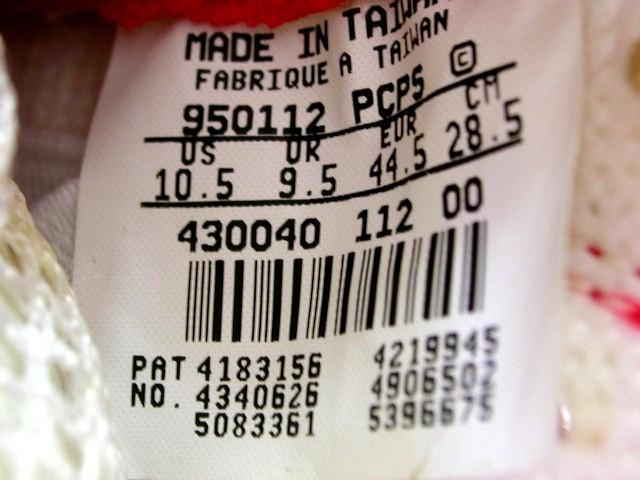 MADE IN TAIWAN
FABRIQUE A TAIWAN
950112 PCPS ©
US UK EUR CM
10.5 9.5 44.5 28.5
430040 112 00
PAT 4183156 4219945
NO. 4340626 4906502
5083361 5396675